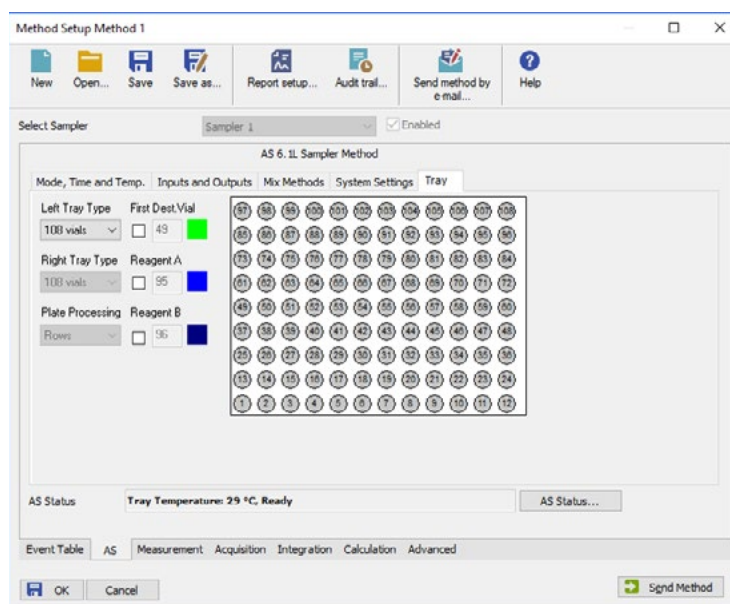 Method Setup Method 1
New Open... Save Save as... Report setup... Audit trail... Send method by e-mail... Help
Select Sampler Sampler 1 Enabled
AS 6.1L Sampler Method
Mode, Time and Temp. Inputs and Outputs Mix Methods System Settings Tray
Left Tray Type First Dest.Vial
108 vials 49
Right Tray Type Reagent A
108 vials 95
Plate Processing Reagent B
Rows 96
97 98 99 100 101 102 103 104 105 106 107 108
85 86 87 88 89 90 91 92 93 94 95 96
73 74 75 76 77 78 79 80 81 82 83 84
61 62 63 64 65 66 67 68 69 70 71 72
49 50 51 52 53 54 55 56 57 58 59 60
37 38 39 40 41 42 43 44 45 46 47 48
25 26 27 28 29 30 31 32 33 34 35 36
13 14 15 16 17 18 19 20 21 22 23 24
1 2 3 4 5 6 7 8 9 10 11 12
AS Status Tray Temperature: 29 °C, Ready AS Status...
Event Table AS Measurement Acquisition Integration Calculation Advanced
OK Cancel Send Method